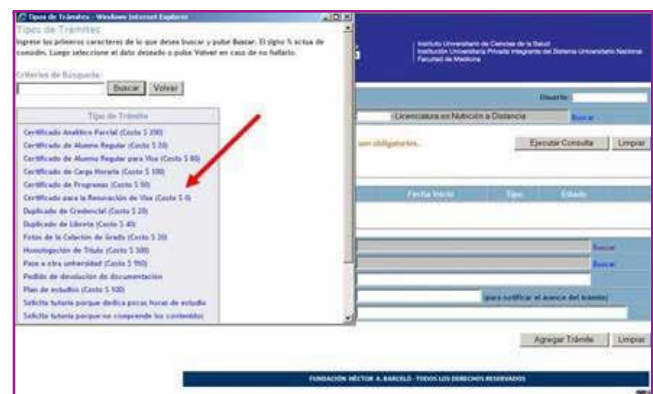 Tipos de Trámites - Windows Internet Explorer
Tipos de Trámites
Ingrese los primeros caracteres de lo que desea buscar y pulse Buscar. El signo % actua de
comodín. Luego seleccione el dato deseado o pulse Volver en caso de no hallarlo.
Criterios de Búsqueda:
Buscar Volver
Tipo de Trámite
Certificado Analítico Parcial (Costo $ 200)
Certificado de Alumno Regular (Costo $ 20)
Certificado de Alumno Regular para Visa (Costo $ 80)
Certificado de Carga Horaria (Costo $ 100)
Certificado de Programas (Costo $ 50)
Certificado para la Renovación de Visa (Costo $ 0)
Duplicado de Credencial (Costo $ 20)
Duplicado de Libreta (Costo $ 40)
Fotos de la Colación de Grado (Costo $ 20)
Homologación de Título (Costo $ 500)
Pase a otra universidad (Costo $ 150)
Pedido de devolución de documentación
Plan de estudios (Costo $ 100)
Solicita tutoría porque dedica pocas horas de estudio
Solicita tutoría porque no comprende los contenidos
Instituto Universitario de Ciencias de la Salud
Institución Universitaria Privada integrante del Sistema Universitario Nacional
Facultad de Medicina
Usuario:
-Licenciatura en Nutrición a Distancia
Buscar
son obligatorios.
Ejecutar Consulta Limpiar
Fecha Inicio Tipo Estado
Buscar
Buscar
(para notificar el avance del trámite)
Agregar Trámite Limpiar
FUNDACIÓN HÉCTOR A. BARCELÓ - TODOS LOS DERECHOS RESERVADOS